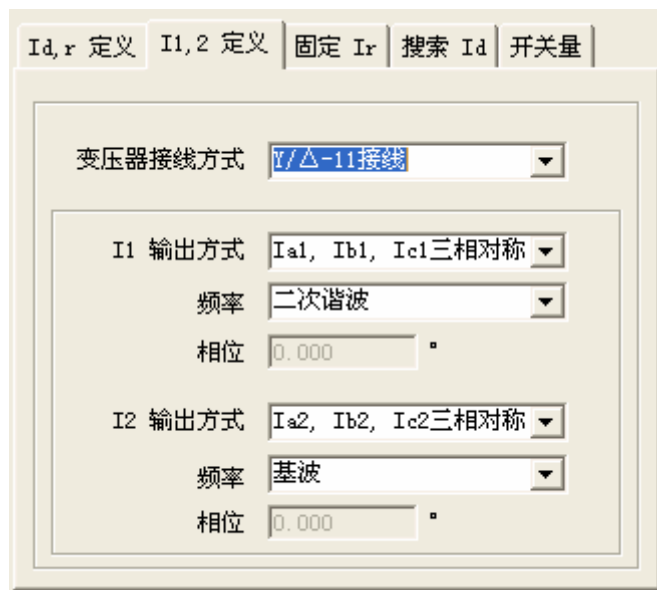 Id,r 定义 I1,2 定义 固定 Ir 搜索 Id 开关量
变压器接线方式 Y/△-11接线
I1 输出方式 Ia1, Ib1, Ic1三相对称
频率 二次谐波
相位 0.000 °
I2 输出方式 Ia2, Ib2, Ic2三相对称
频率 基波
相位 0.000 °